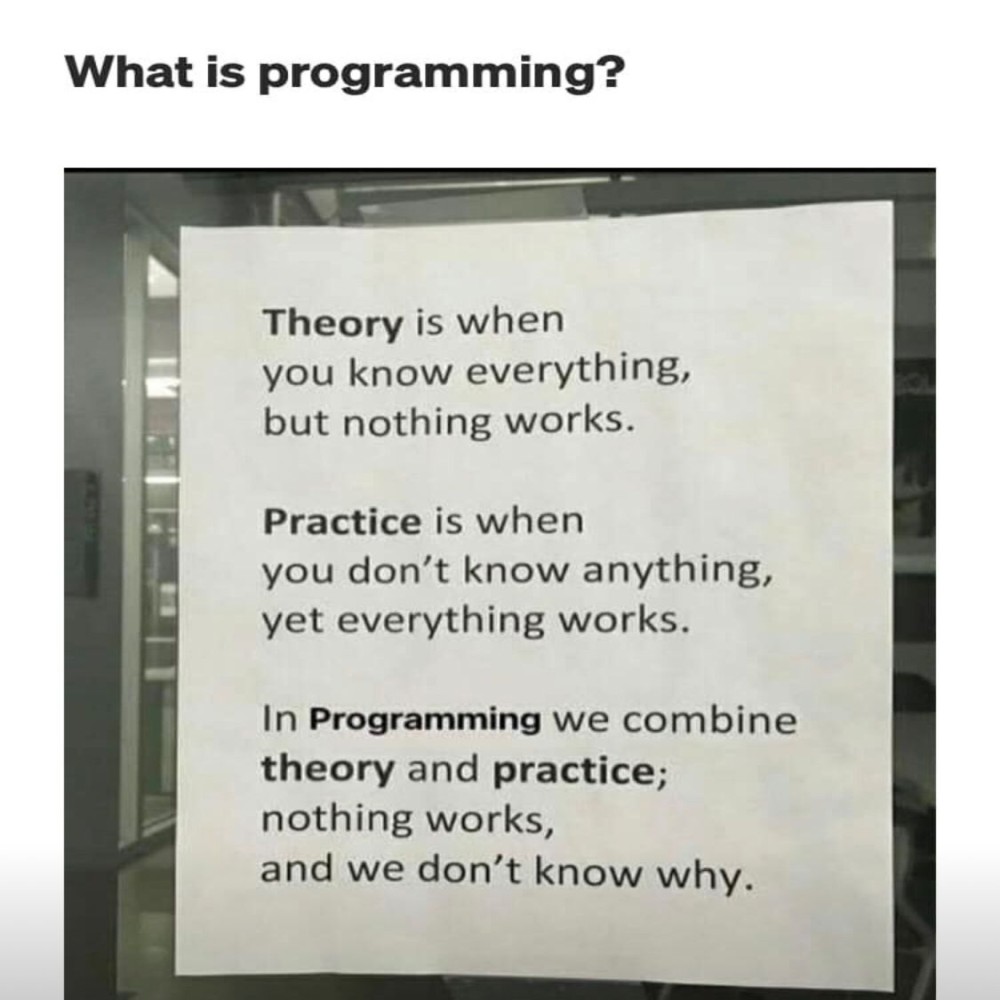 What is programming?
Theory is when
you know everything,
but nothing works.
Practice is when
you don't know anything,
yet everything works.
In Programming we combine
theory and practice;
nothing works,
and we don't know why.